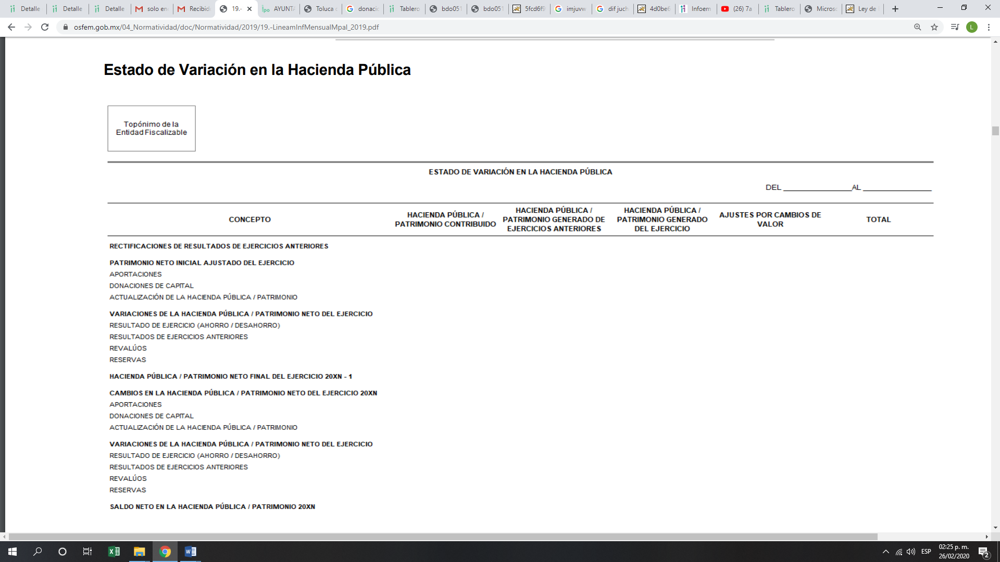 Detalle
Detalle
Detalle
solo en
Recibid
19.-
AYUNTA
Toluca
donacio
Tablero
bdo051
bdo051
5fcd6f9
imjuvw
dif juch
4d0be6
Infoem
(26) 7a
Tablero
Micros
Ley de
osfem.gob.mx/04_Normatividad/doc/Normatividad/2019/19.-LineamInfMensualMpal_2019.pdf
L
Estado de Variación en la Hacienda Pública
Topónimo de la
Entidad Fiscalizable
ESTADO DE VARIACIÓN EN LA HACIENDA PÚBLICA
DEL ________________AL ________________
CONCEPTO
HACIENDA PÚBLICA /
PATRIMONIO CONTRIBUIDO
HACIENDA PÚBLICA /
PATRIMONIO GENERADO DE
EJERCICIOS ANTERIORES
HACIENDA PÚBLICA /
PATRIMONIO GENERADO
DEL EJERCICIO
AJUSTES POR CAMBIOS DE
VALOR
TOTAL
RECTIFICACIONES DE RESULTADOS DE EJERCICIOS ANTERIORES
PATRIMONIO NETO INICIAL AJUSTADO DEL EJERCICIO
APORTACIONES
DONACIONES DE CAPITAL
ACTUALIZACIÓN DE LA HACIENDA PÚBLICA / PATRIMONIO
VARIACIONES DE LA HACIENDA PÚBLICA / PATRIMONIO NETO DEL EJERCICIO
RESULTADO DE EJERCICIO (AHORRO / DESAHORRO)
RESULTADOS DE EJERCICIOS ANTERIORES
REVALÚOS
RESERVAS
HACIENDA PÚBLICA / PATRIMONIO NETO FINAL DEL EJERCICIO 20XN - 1
CAMBIOS EN LA HACIENDA PÚBLICA / PATRIMONIO NETO DEL EJERCICIO 20XN
APORTACIONES
DONACIONES DE CAPITAL
ACTUALIZACIÓN DE LA HACIENDA PÚBLICA / PATRIMONIO
VARIACIONES DE LA HACIENDA PÚBLICA / PATRIMONIO NETO DEL EJERCICIO
RESULTADO DE EJERCICIO (AHORRO / DESAHORRO)
RESULTADOS DE EJERCICIOS ANTERIORES
REVALÚOS
RESERVAS
SALDO NETO EN LA HACIENDA PÚBLICA / PATRIMONIO 20XN
ESP
02:25 p. m.
26/02/2020
2